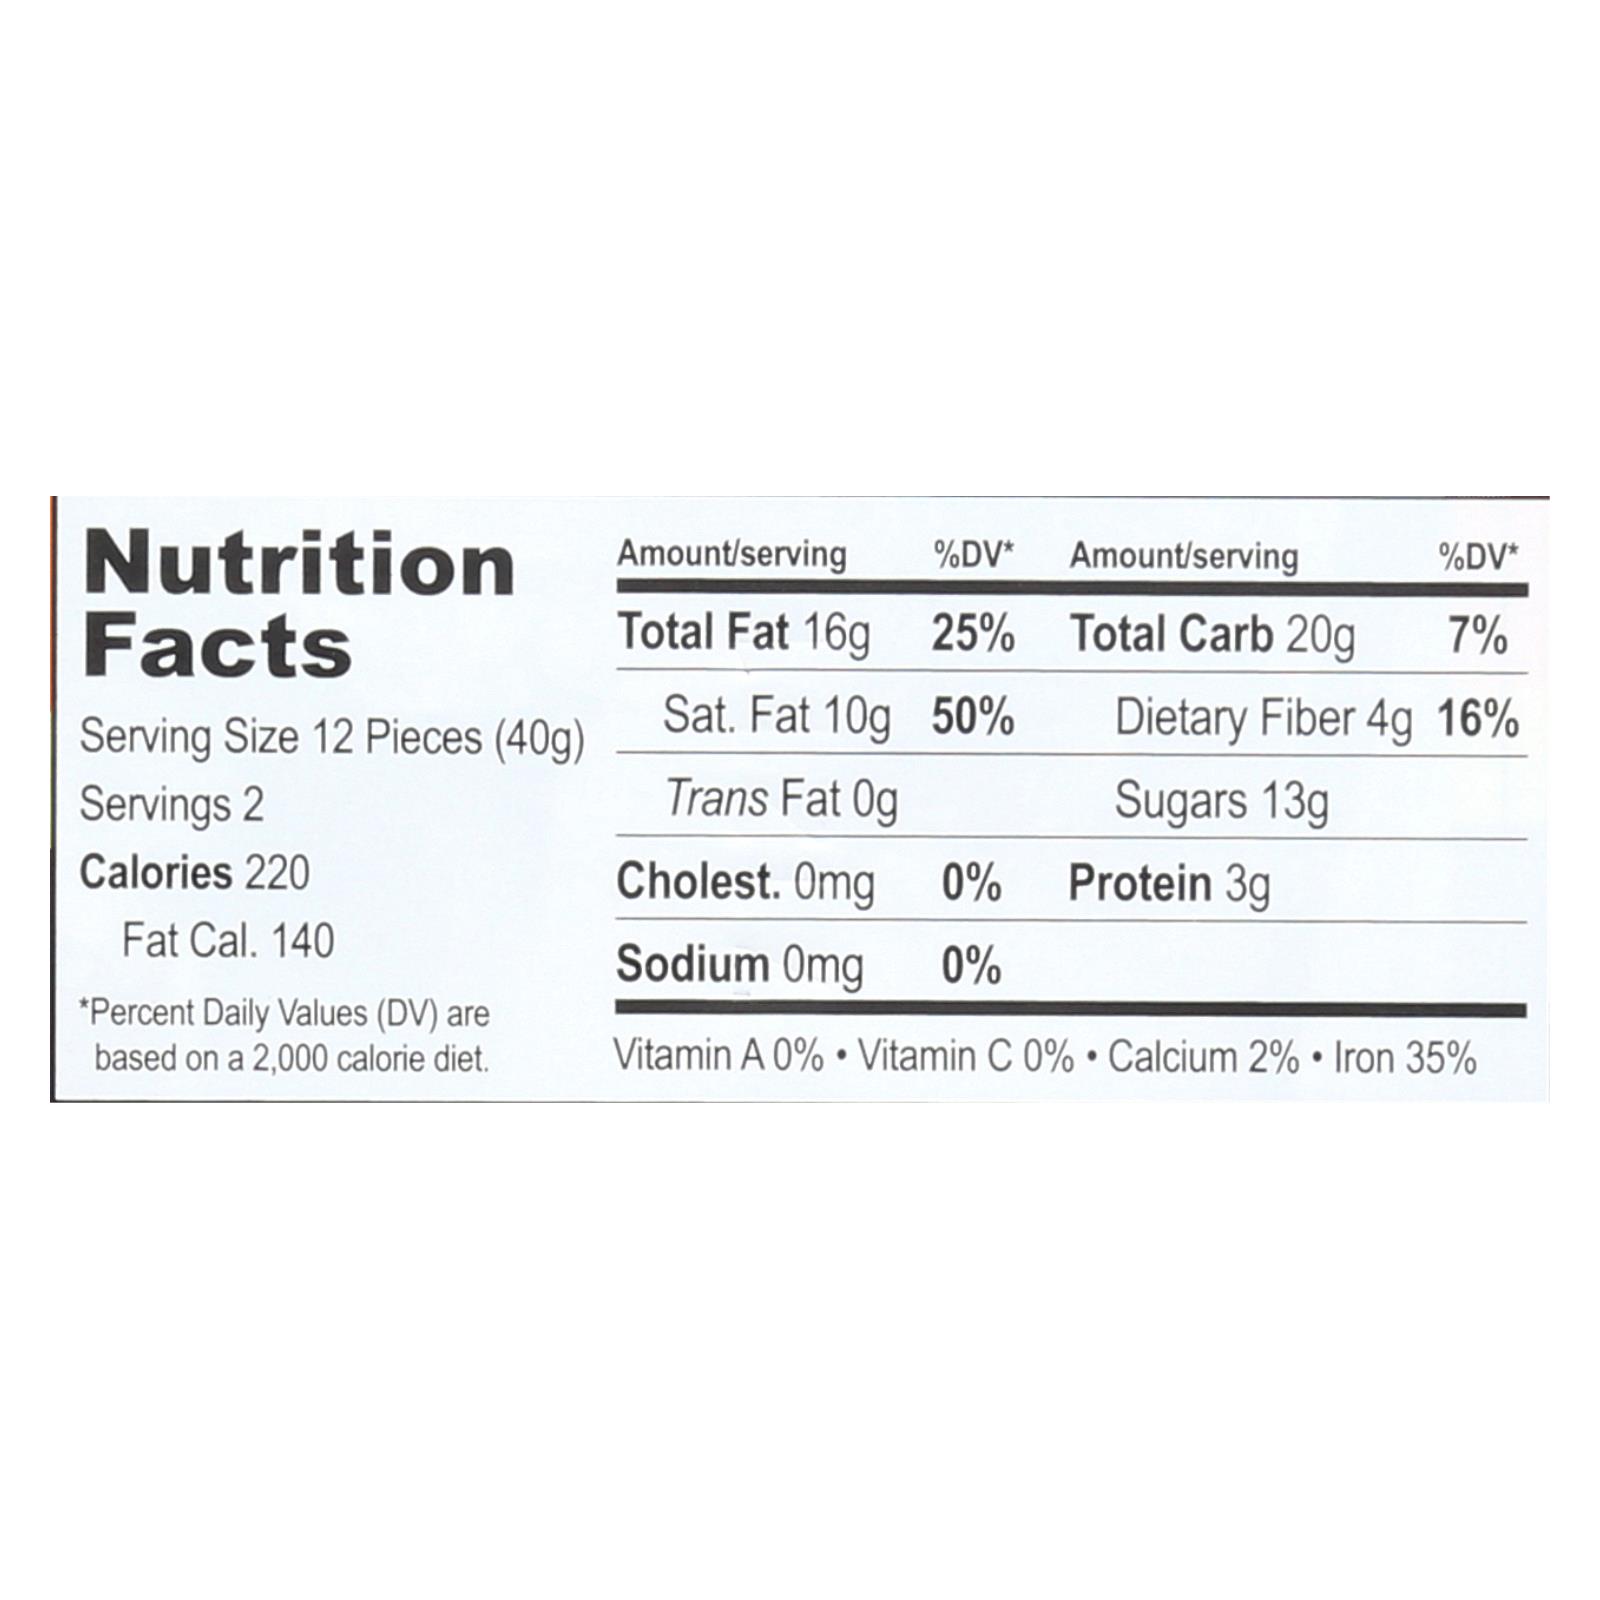 Nutrition
Facts
Serving Size 12 Pieces (40g)
Servings 2
Calories 220
Fat Cal. 140
*Percent Daily Values (DV) are
based on a 2,000 calorie diet.
Amount/serving %DV* Amount/serving %DV*
Total Fat 16g 25% Total Carb 20g 7%
Sat. Fat 10g 50% Dietary Fiber 4g 16%
Trans Fat 0g Sugars 13g
Cholest. 0mg 0% Protein 3g
Sodium 0mg 0%
Vitamin A 0% • Vitamin C 0% • Calcium 2% • Iron 35%